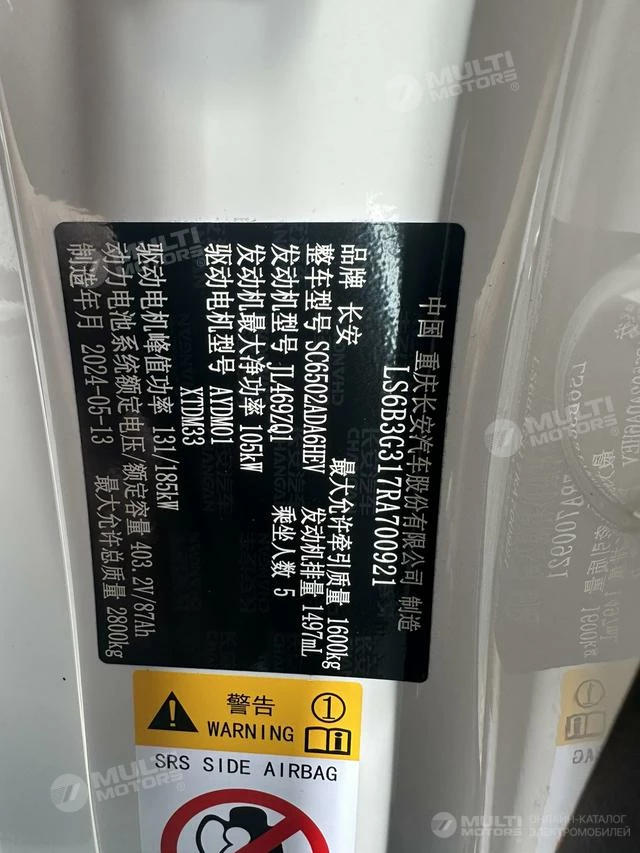 中国 重庆长安汽车股份有限公司 制造
LS6B3G317RA700921
品牌 长安 最大允许牵引质量 1600kg
整车型号 SC6502ADA6HEV 发动机排量 1497mL
发动机型号 JL469ZQ1 乘坐人数 5
发动机最大净功率 105kW
驱动电机型号 AYDM01
XTDM33
驱动电机峰值功率 131/185kW
动力电池系统额定电压/额定容量 403.2V/87Ah
制造年月 2024-05-13 最大允许总质量 2800kg
警告 ①
WARNING
SRS SIDE AIRBAG
MULTI MOTORS®
MULTI MOTORS
MULTI MOTORS
MULTI MOTORS
MULTI MOTORS
ОНЛАЙН-КАТАЛОГ
ЭЛЕКТРОМОБИЛЕЙ